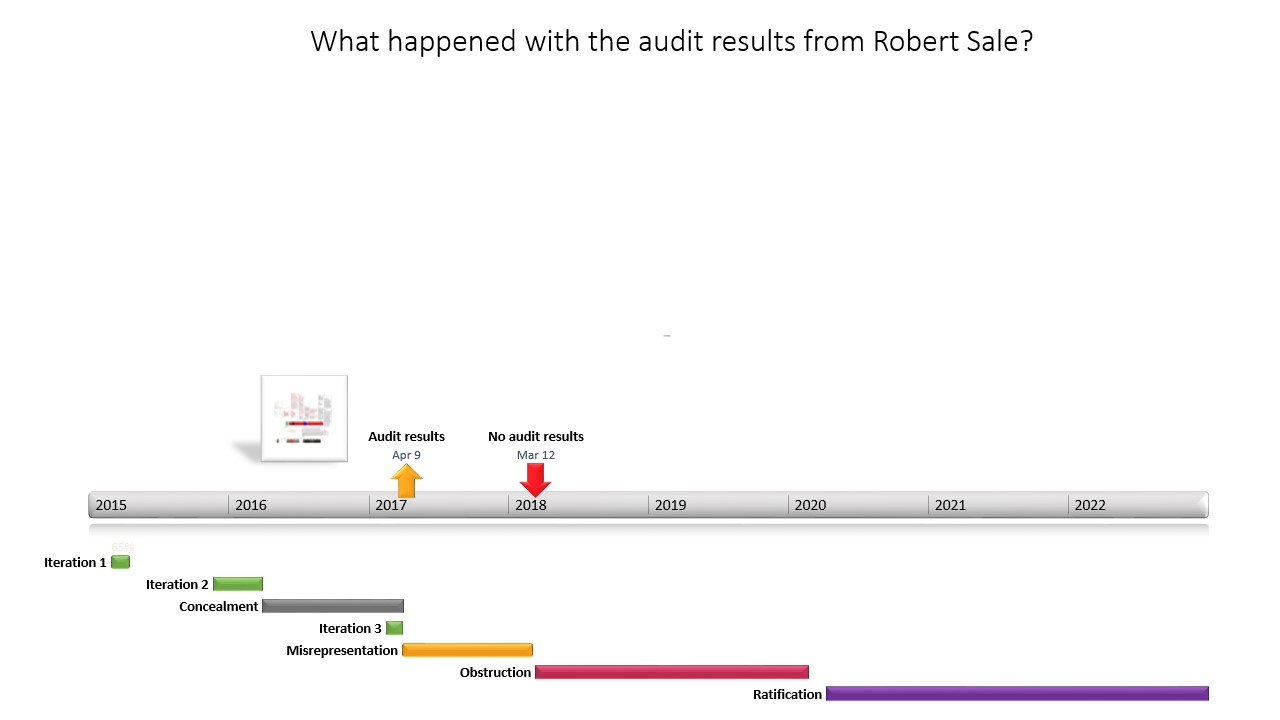 What happened with the audit results from Robert Sale?
Audit results
Apr 9
No audit results
Mar 12
2015
2016
2017
2018
2019
2020
2021
2022
65%
Iteration 1
Iteration 2
Concealment
Iteration 3
Misrepresentation
Obstruction
Ratification